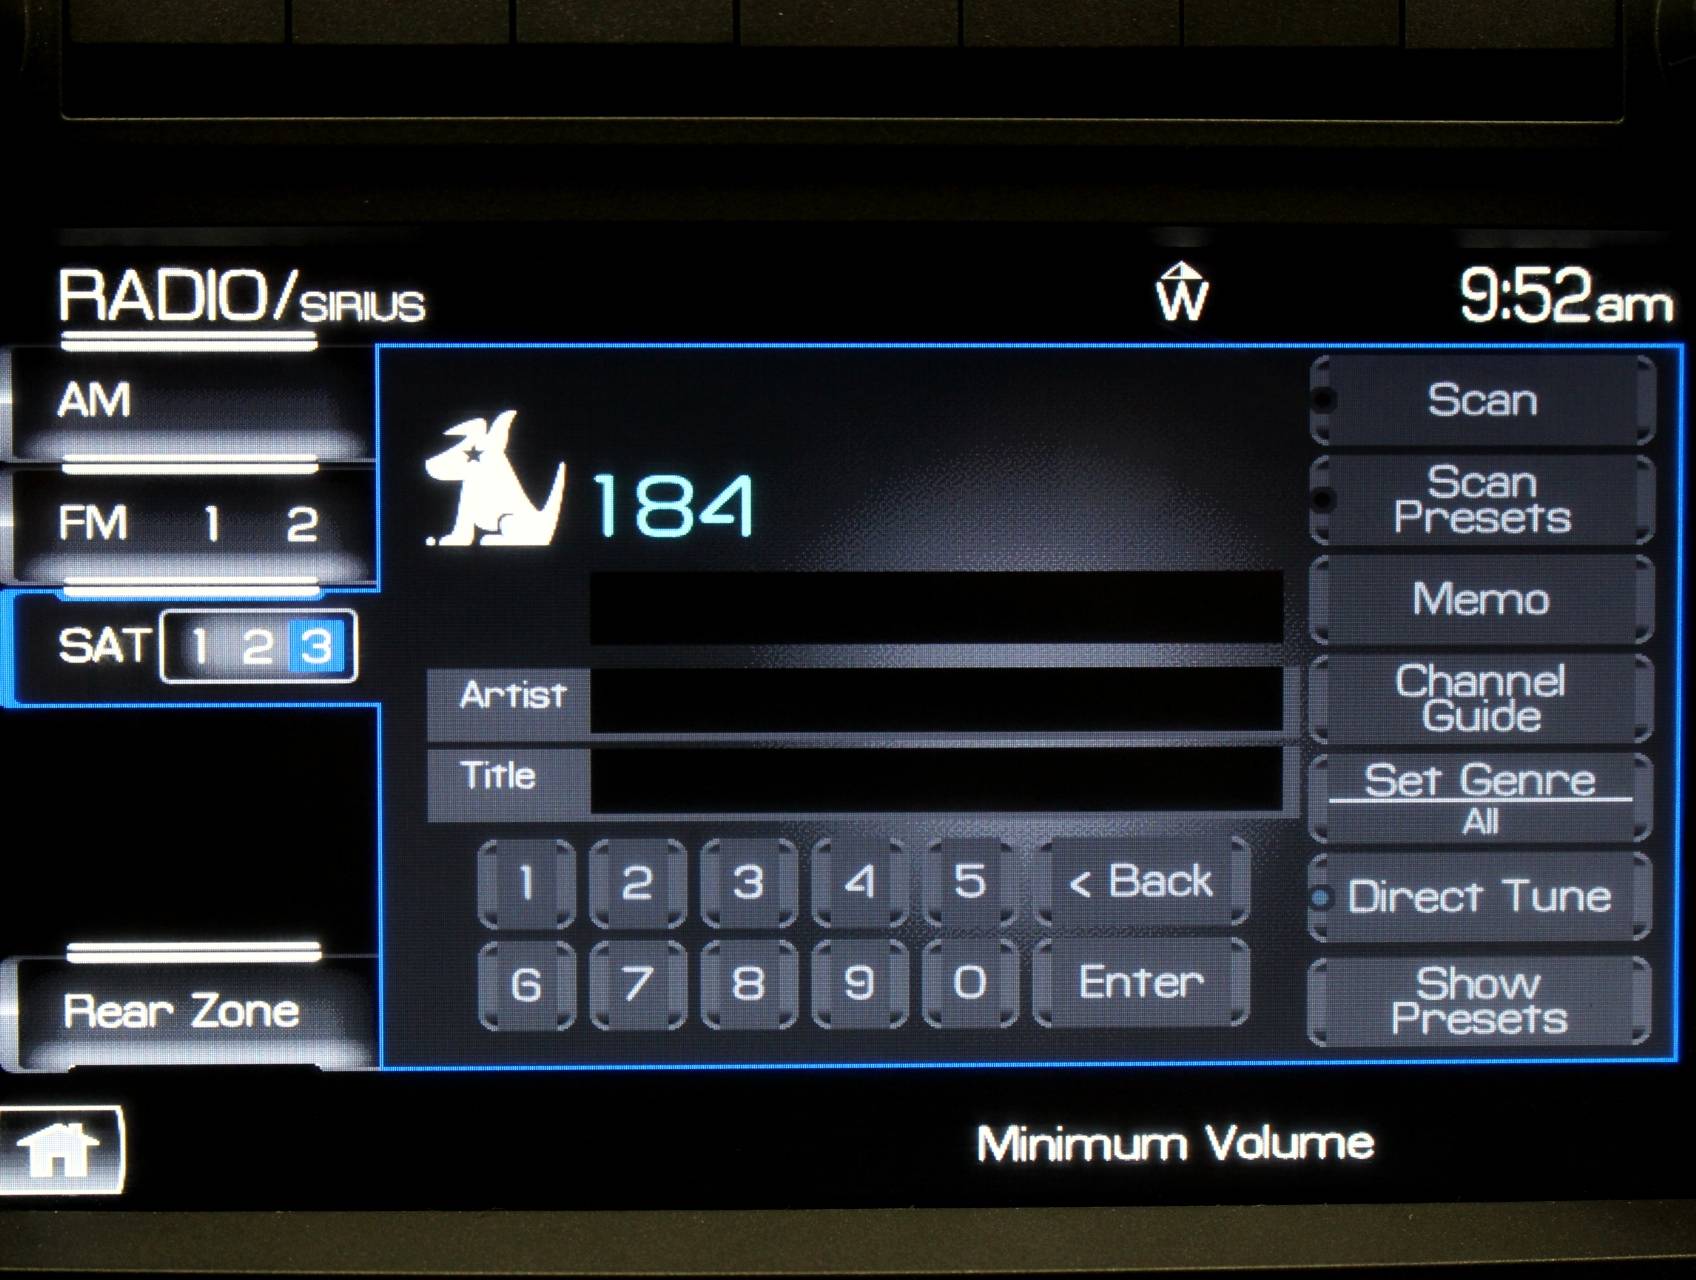 RADIO/SIRIUS
W
9:52am
AM
FM 1 2
SAT 1 2 3
Rear Zone
184
Artist
Title
1 2 3 4 5 < Back
6 7 8 9 0 Enter
Scan
Scan
Presets
Memo
Channel
Guide
Set Genre
All
Direct Tune
Show
Presets
Minimum Volume